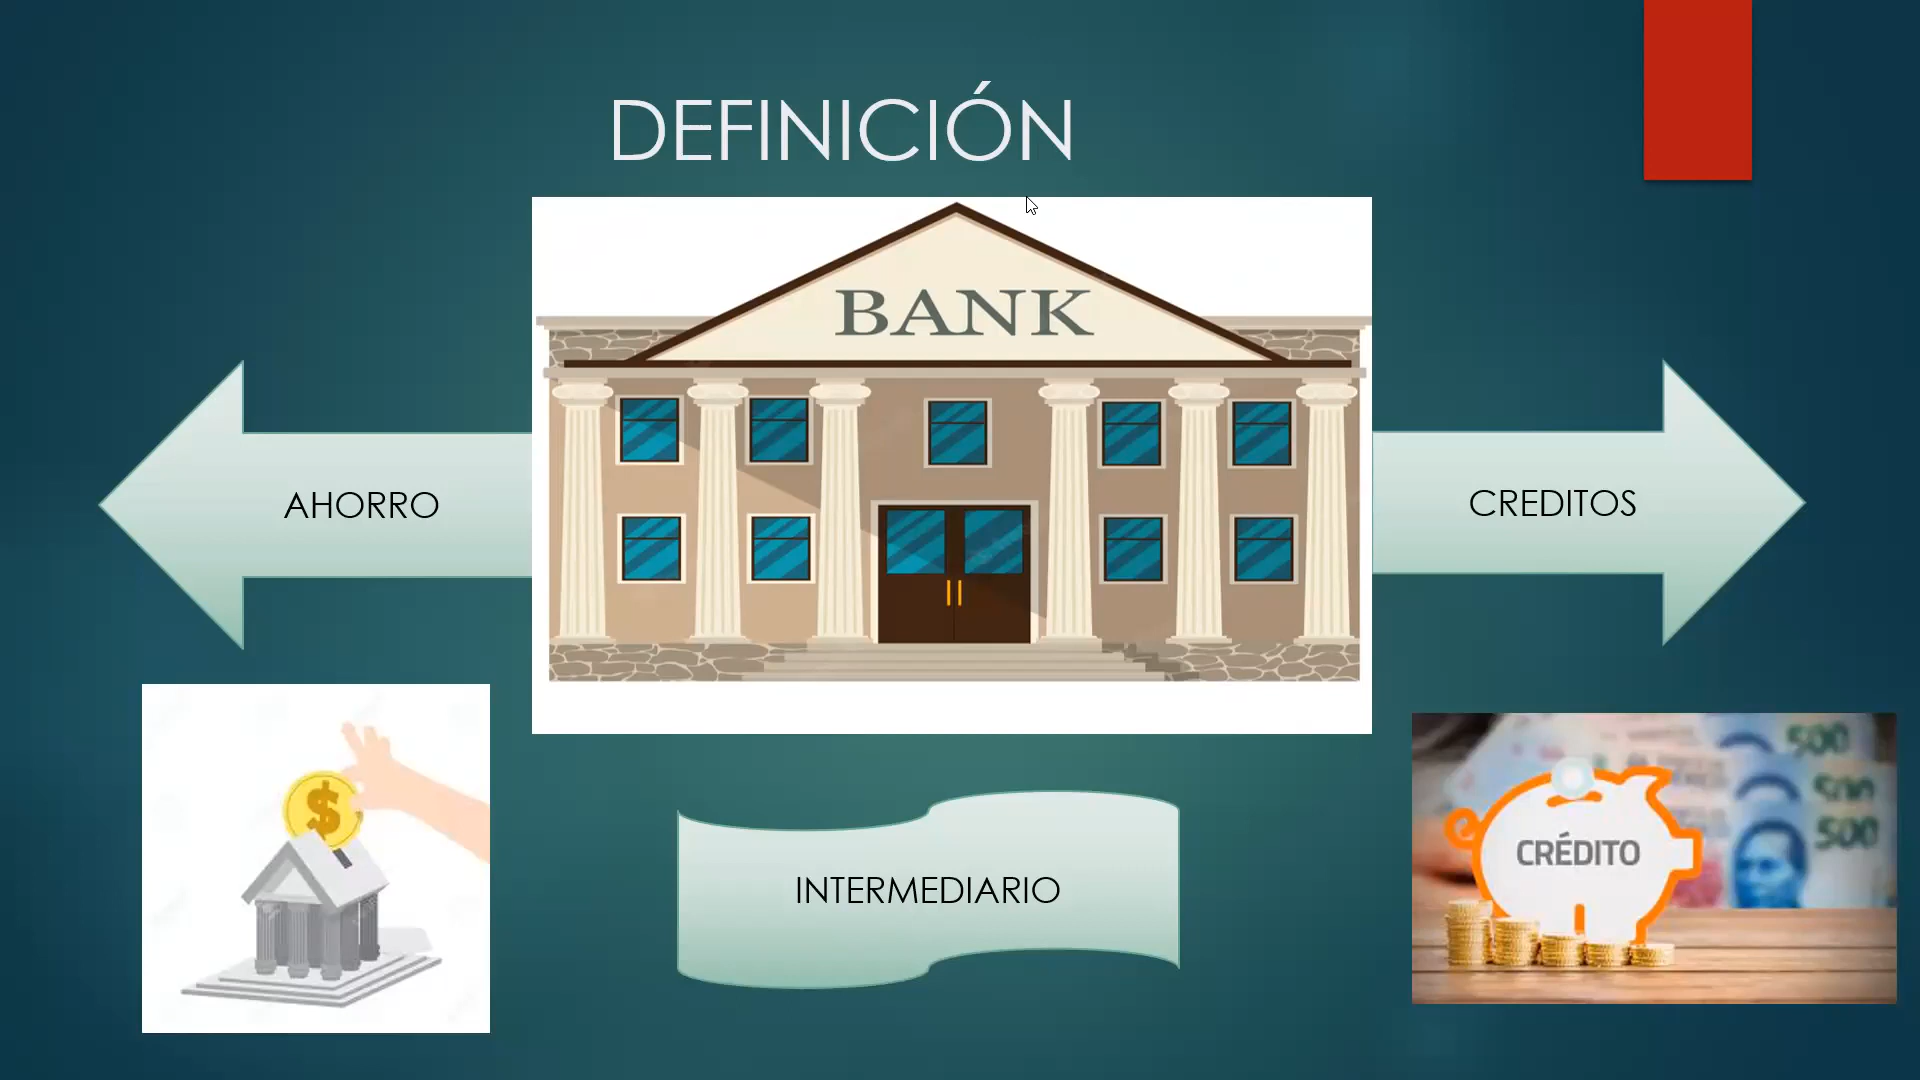 DEFINICIÓN
BANK
AHORRO
CREDITOS
$
INTERMEDIARIO
CRÉDITO
500
500
500